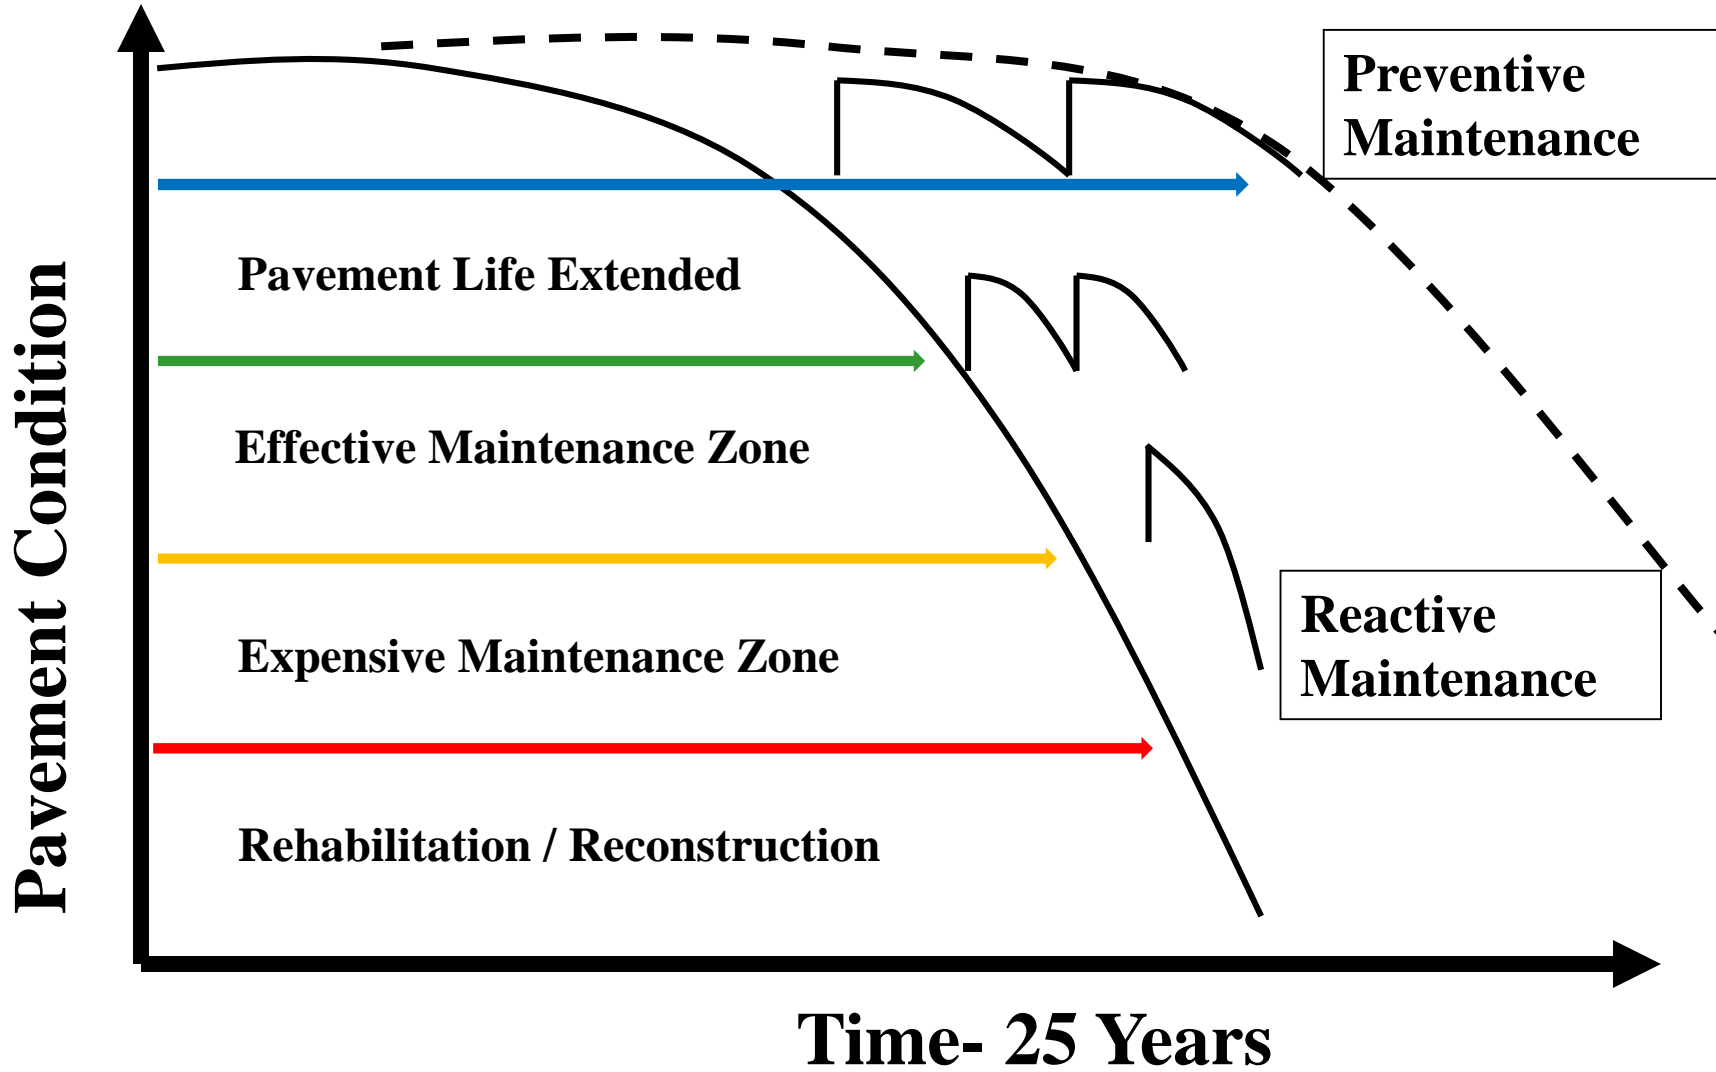 Preventive
Maintenance
Pavement Life Extended
Effective Maintenance Zone
Expensive Maintenance Zone
Reactive
Maintenance
Rehabilitation / Reconstruction
Pavement Condition
Time- 25 Years